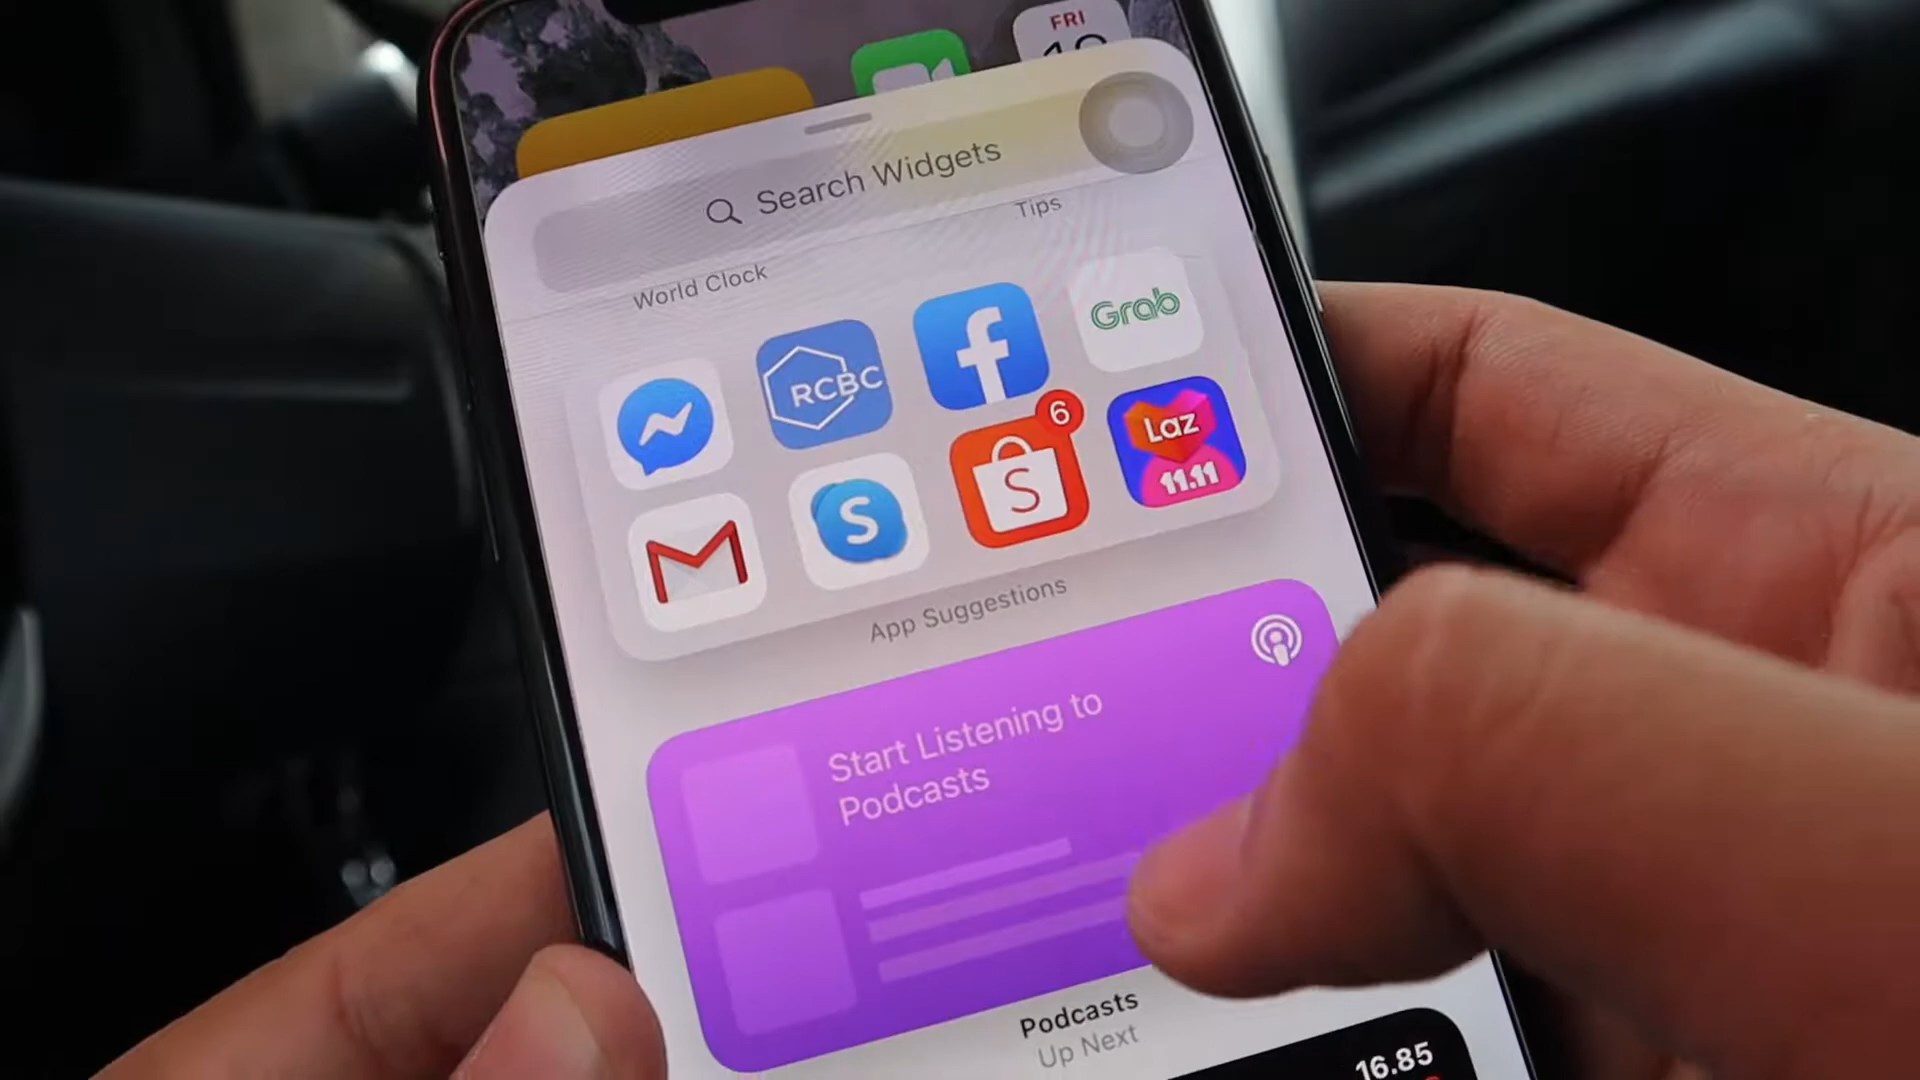 FRI
Search Widgets
Tips
World Clock
RCBC
f
Grab
6
S
S
Laz
11.11
M
App Suggestions
Start Listening to
Podcasts
Podcasts
Up Next
16.85